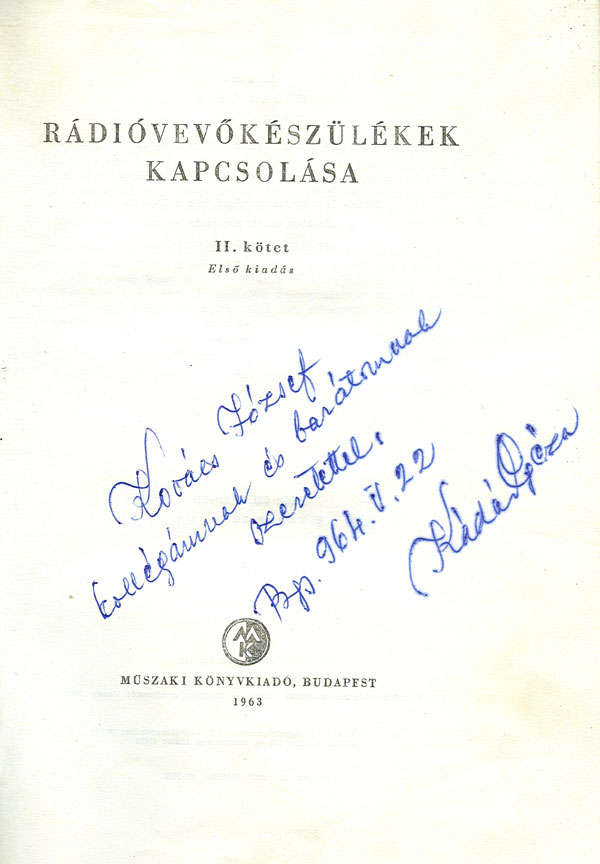 RÁDIÓVEVŐKÉSZÜLÉKEK
KAPCSOLÁSA
II. kötet
Első kiadás
Kovács József
kollégámnak és barátomnak
szeretettel.
Bp. 964. V. 22
Kádár Géza
MK
MŰSZAKI KÖNYVKIADÓ, BUDAPEST
1963